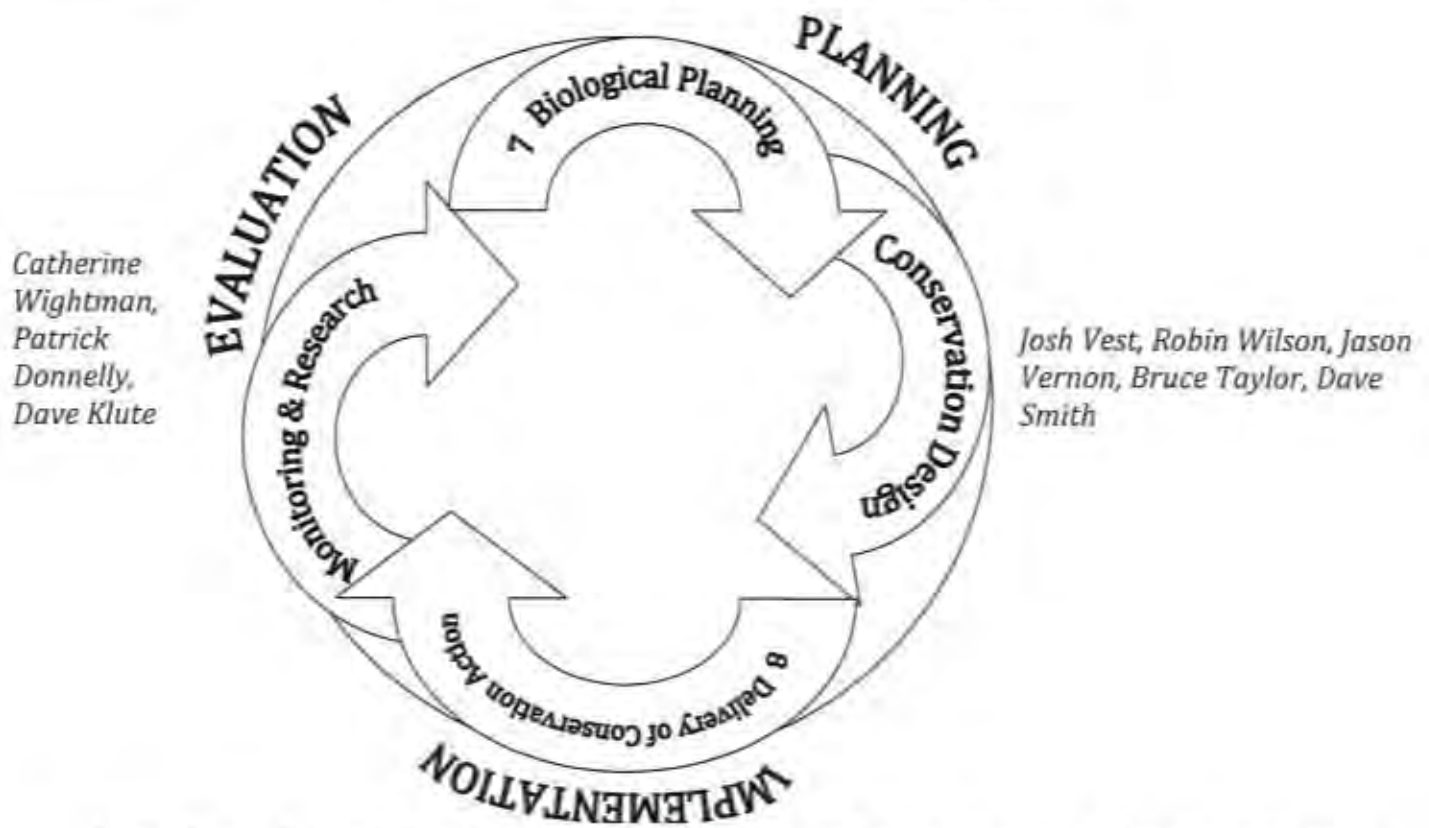 PLANNING
7 Biological Planning
EVALUATION
Conservation Design
Catherine
Wightman,
Patrick
Donnelly,
Dave Klute
Monitoring & Research
Josh Vest, Robin Wilson, Jason
Vernon, Bruce Taylor, Dave
Smith
8 Delivery of Conservation Action
IMPLEMENTATION